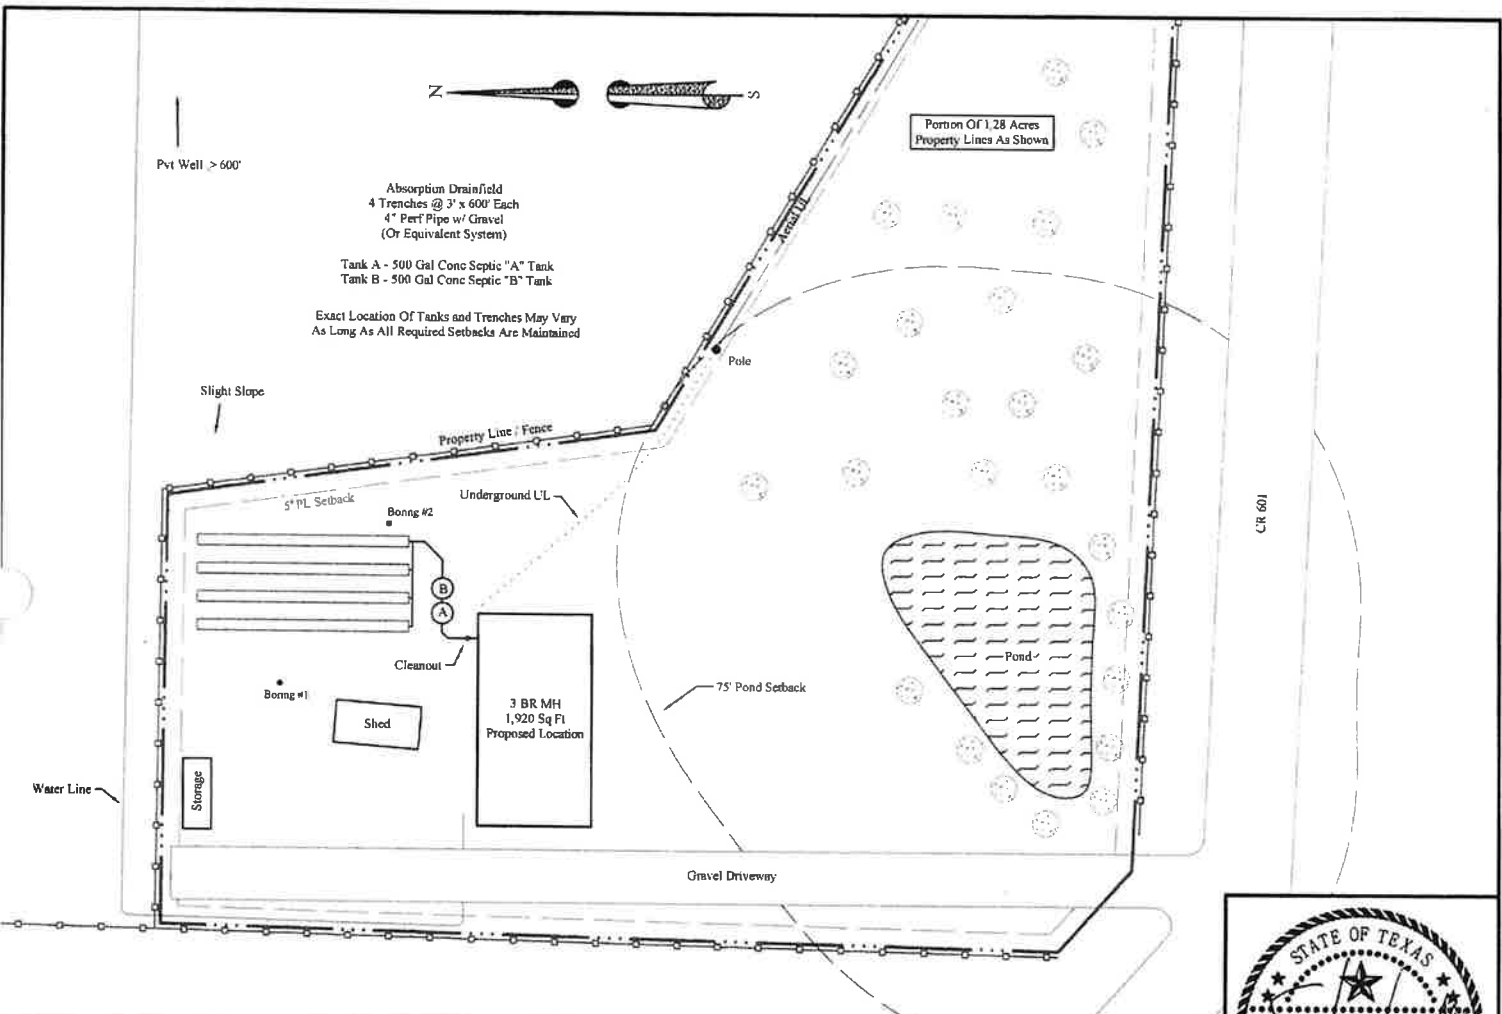 N
S
Portion Of 1.28 Acres
Property Lines As Shown
Pvt Well > 600'
Absorption Drainfield
4 Trenches @ 3' x 600' Each
4" Perf Pipe w/ Gravel
(Or Equivalent System)
Tank A - 500 Gal Conc Septic "A" Tank
Tank B - 500 Gal Conc Septic "B" Tank
Exact Location Of Tanks and Trenches May Vary
As Long As All Required Setbacks Are Maintained
Aerial UL
Pole
Slight Slope
Property Line / Fence
5' PL Setback
Underground UL
Boring #2
CR 601
B
A
Cleanout
Pond
Boring #1
75' Pond Setback
3 BR MH
1,920 Sq Ft
Proposed Location
Shed
Water Line
Storage
Gravel Driveway
STATE OF TEXAS